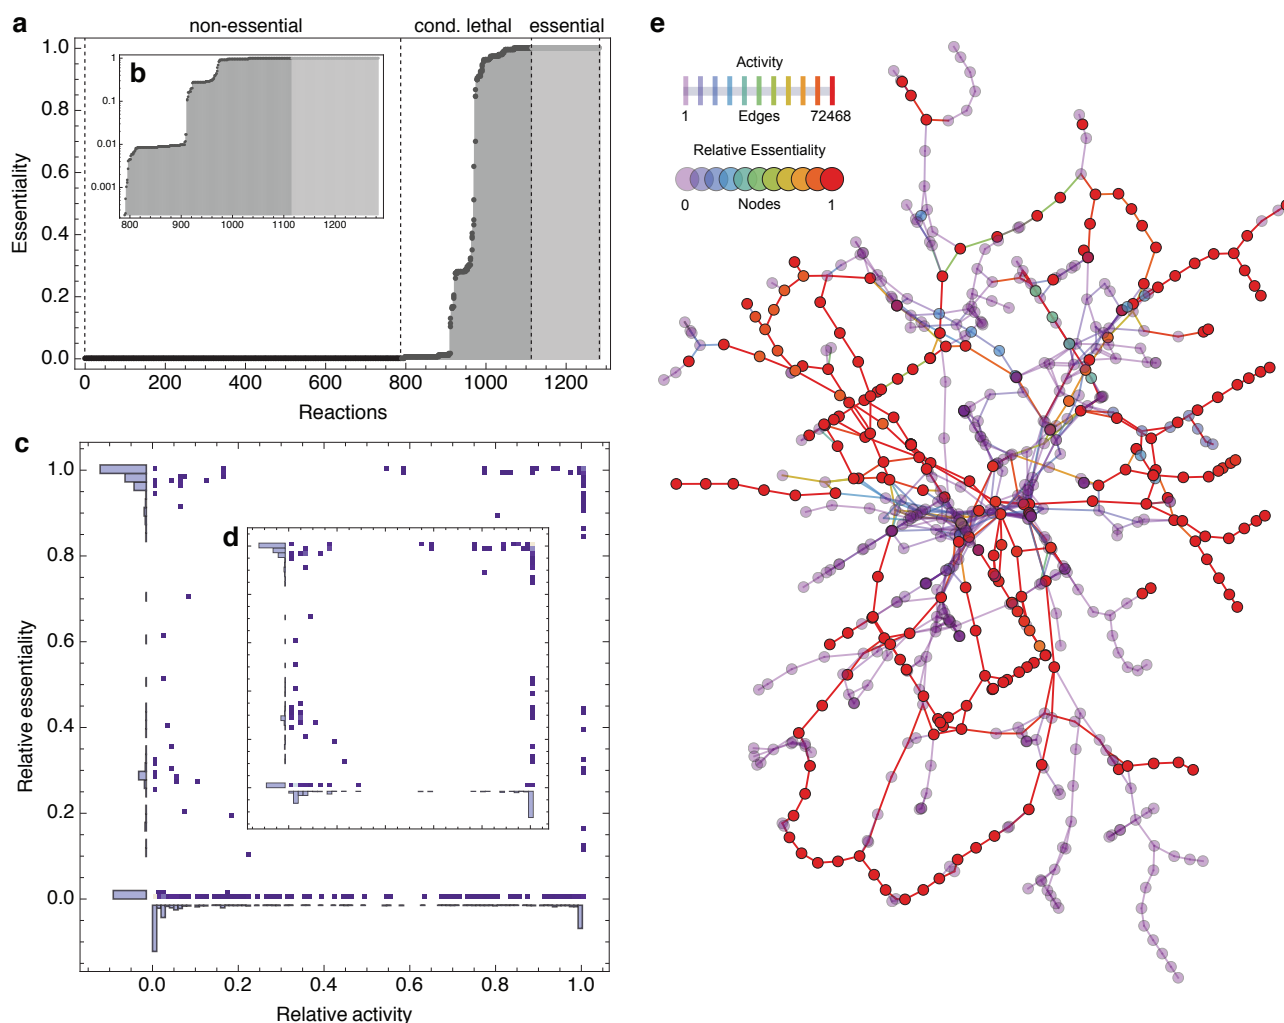 a
non-essential
cond. lethal
essential
b
1
0.1
0.01
0.001
800
900
1000
1100
1200
1.0
0.8
0.6
0.4
0.2
0.0
Essentiality
0
200
400
600
800
1000
1200
Reactions
c
d
1.0
0.8
0.6
0.4
0.2
0.0
Relative essentiality
0.0
0.2
0.4
0.6
0.8
1.0
Relative activity
e
Activity
1
Edges
72468
Relative Essentiality
0
Nodes
1